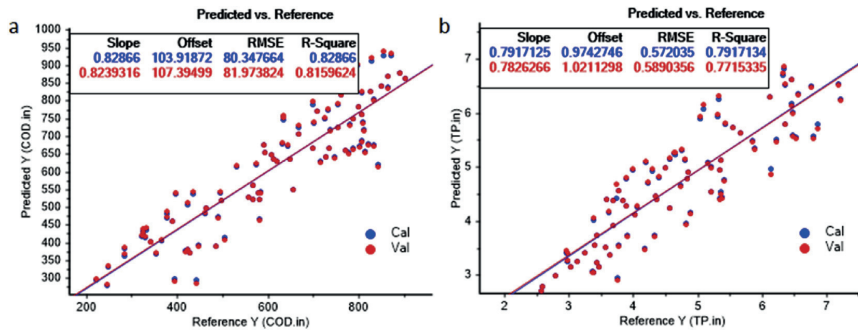 a
Predicted vs. Reference
Slope Offset RMSE R-Square
0.82866 103.91872 80.347664 0.82866
0.8239316 107.39499 81.973824 0.8159624
Predicted Y (COD.in)
1000
950
900
850
800
750
700
650
600
550
500
450
400
350
300
200 400 600 800
Reference Y (COD.in)
Cal
Val
b
Predicted vs. Reference
Slope Offset RMSE R-Square
0.7917125 0.9742746 0.572035 0.7917134
0.7826266 1.0211298 0.5890356 0.7715335
Predicted Y (TP.in)
7
6
5
4
3
2 3 4 5 6 7
Reference Y (TP.in)
Cal
Val